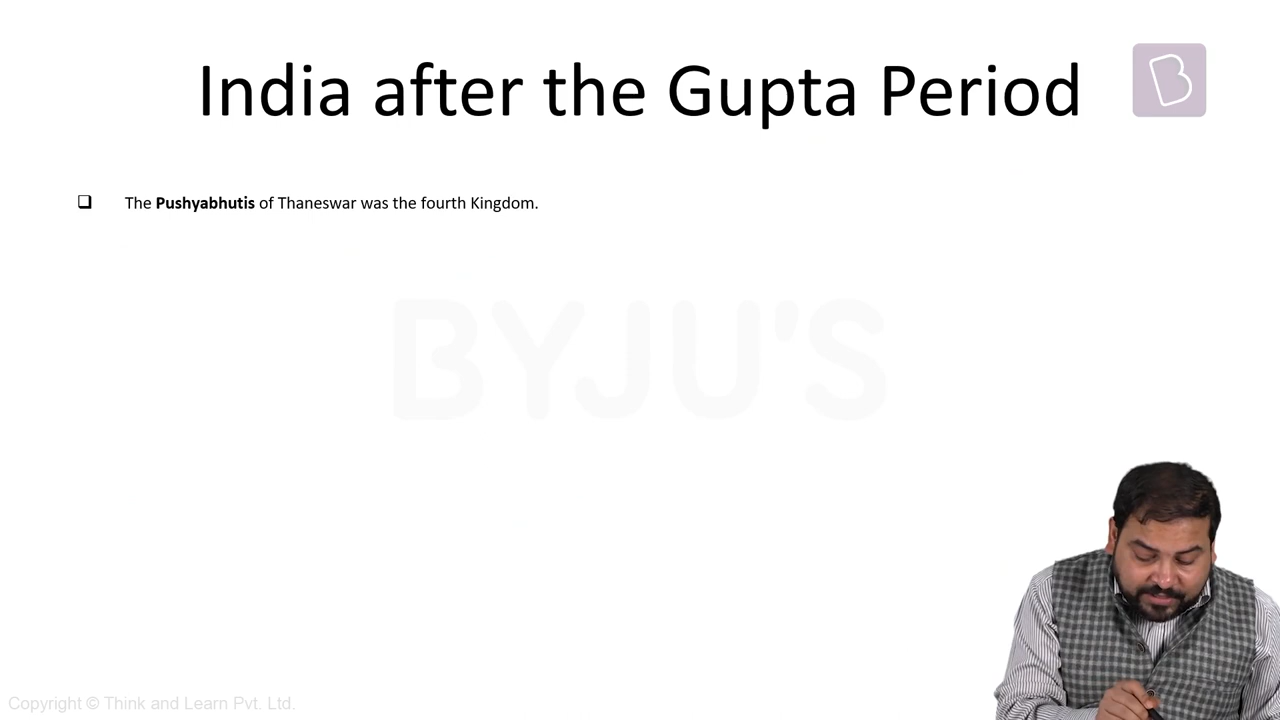 India after the Gupta Period
The Pushyabhutis of Thaneswar was the fourth Kingdom.
BYJU'S
Copyright © Think and Learn Pvt. Ltd.